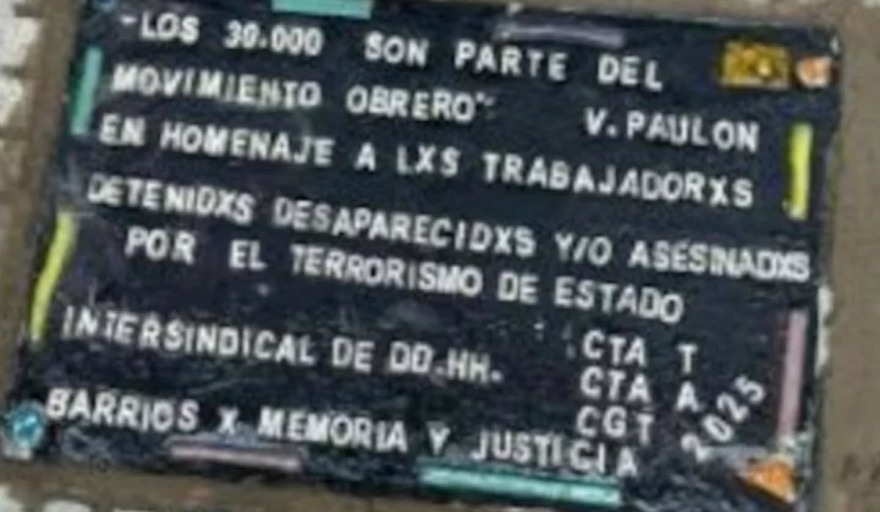 "LOS 30.000 SON PARTE DEL
MOVIMIENTO OBRERO" V. PAULON
EN HOMENAJE A LXS TRABAJADORXS
DETENIDXS DESAPARECIDXS Y/O ASESINADXS
POR EL TERRORISMO DE ESTADO
INTERSINDICAL DE DD.HH. CTA T
CTA A
CGT
BARRIOS X MEMORIA Y JUSTICIA
2025